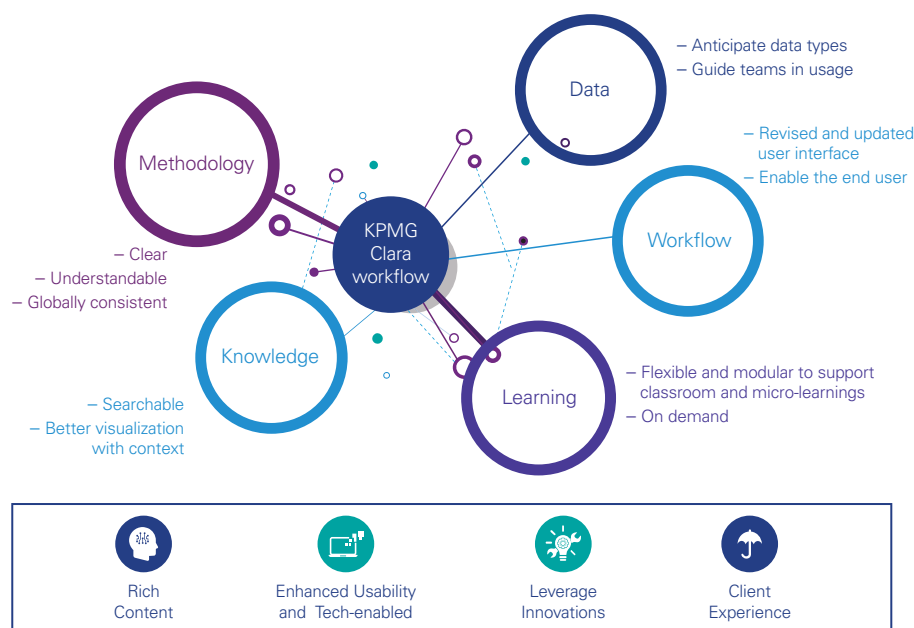 Data
– Anticipate data types
– Guide teams in usage
Methodology
– Clear
– Understandable
– Globally consistent
KPMG
Clara
workflow
Workflow
– Revised and updated
user interface
– Enable the end user
Knowledge
– Searchable
– Better visualization
with context
Learning
– Flexible and modular to support
classroom and micro-learnings
– On demand
Rich
Content
Enhanced Usability
and Tech-enabled
Leverage
Innovations
Client
Experience